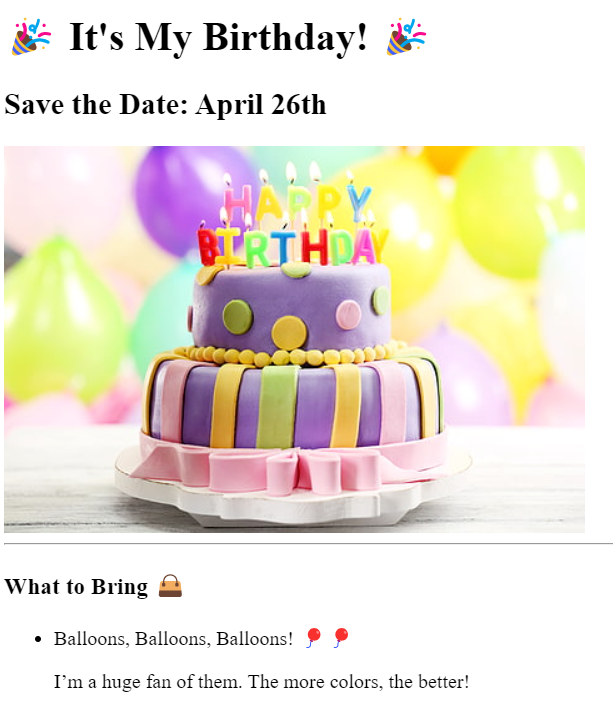 🎉 It's My Birthday! 🎉
Save the Date: April 26th
HAPPY
BIRTHDAY
What to Bring 👜
• Balloons, Balloons, Balloons! 🎈🎈
I’m a huge fan of them. The more colors, the better!